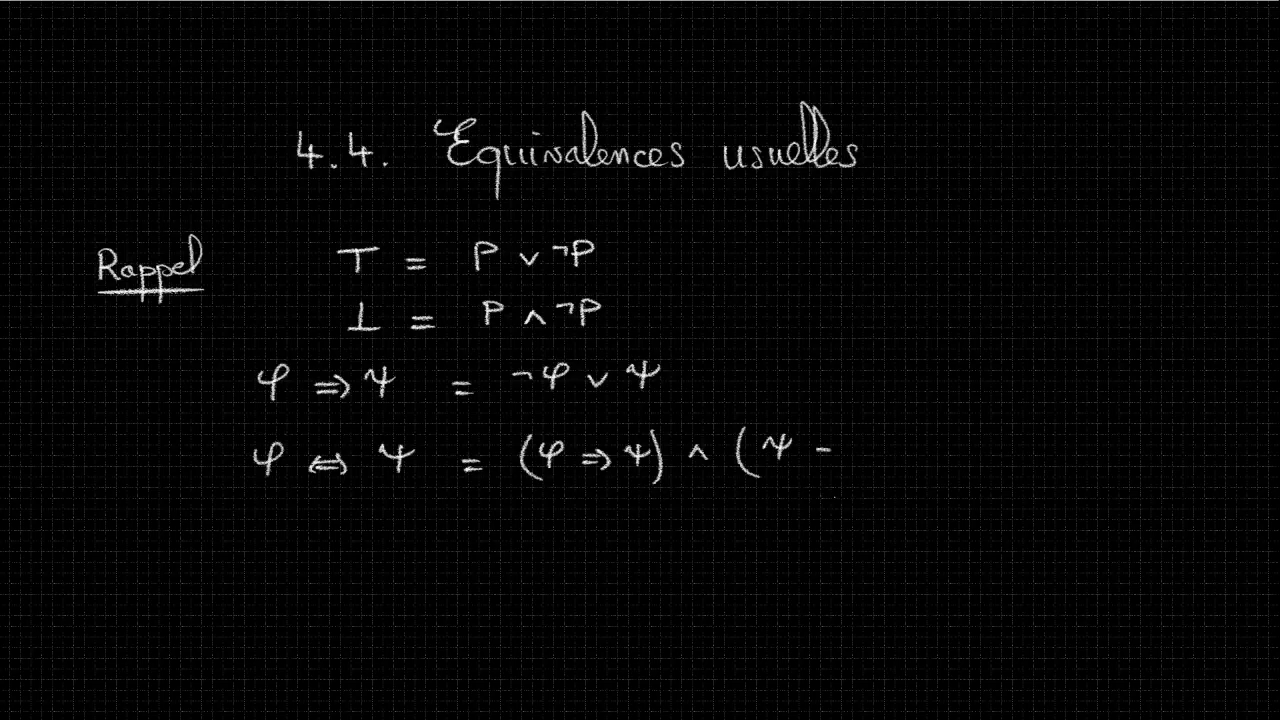 4.4. Equivalences usuelles
Rappel
⊤ = P ∨ ¬P
⊥ = P ∧ ¬P
φ ⇒ ψ = ¬φ ∨ ψ
φ ⇔ ψ = (φ ⇒ ψ) ∧ (ψ -